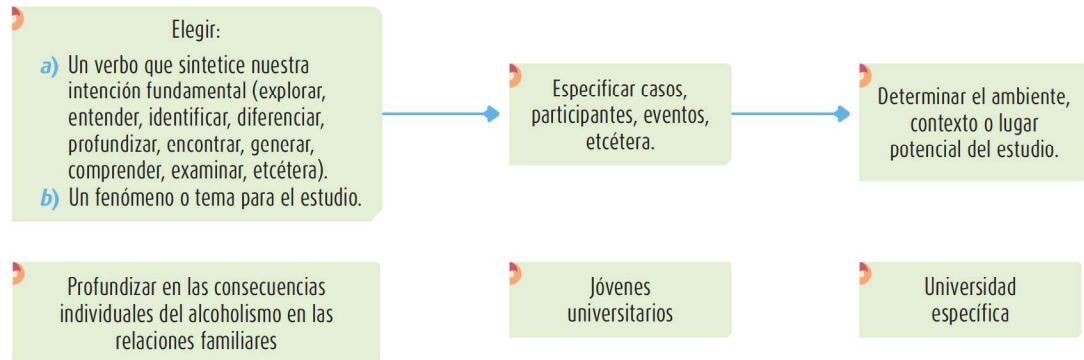 Elegir:
a) Un verbo que sintetice nuestra
intención fundamental (explorar,
entender, identificar, diferenciar,
profundizar, encontrar, generar,
comprender, examinar, etcétera).
b) Un fenómeno o tema para el estudio.
Especificar casos,
participantes, eventos,
etcétera.
Determinar el ambiente,
contexto o lugar
potencial del estudio.
Profundizar en las consecuencias
individuales del alcoholismo en las
relaciones familiares
Jóvenes
universitarios
Universidad
específica